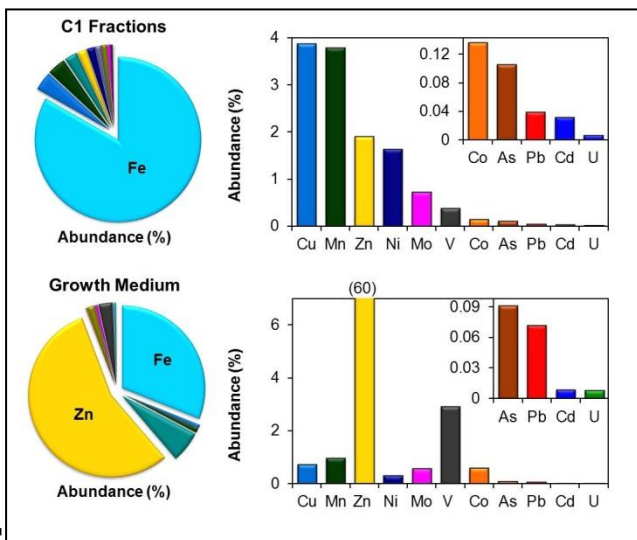 C1 Fractions
Fe
Abundance (%)
Abundance (%)
4
3
2
1
0
Cu Mn Zn Ni Mo V Co As Pb Cd U
0.12
0.08
0.04
0
Co As Pb Cd U
Growth Medium
Fe
Zn
Abundance (%)
Abundance (%)
(60)
6
4
2
0
Cu Mn Zn Ni Mo V Co As Pb Cd U
0.09
0.06
0.03
0
As Pb Cd U